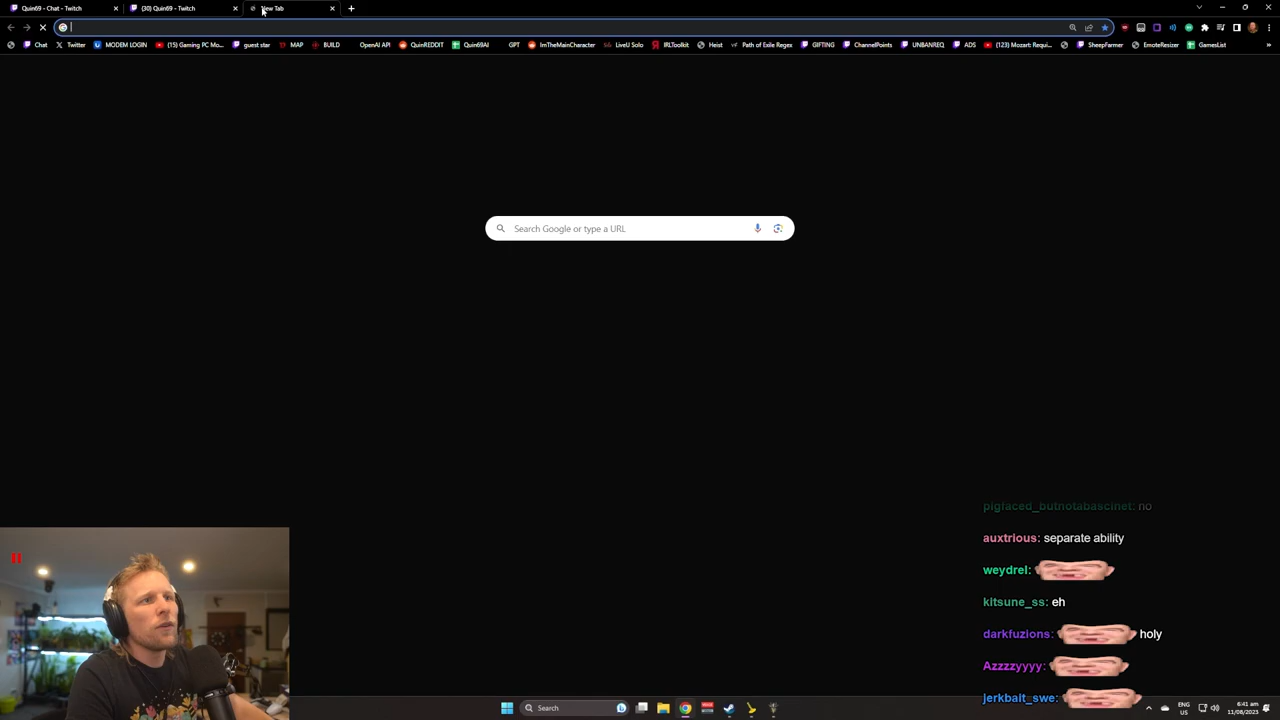 Quin69 - Chat - Twitch
(30) Quin69 - Twitch
New Tab
Chat
Twitter
MODEM LOGIN
(15) Gaming PC Mo...
guest star
MAP
BUILD
OpenAI API
QuinREDDIT
Quin69AI
GPT
ImTheMainCharacter
LiveU Solo
IRLToolkit
Heist
Path of Exile Regex
GIFTING
ChannelPoints
UNBANREQ
ADS
(123) Mozart: Requi...
SheepFarmer
EmoteResizer
GamesList
Search Google or type a URL
pigfaced_butnotabascinet: no
auxtrious: separate ability
weydrel:
kitsune_ss: eh
darkfuzions: holy
Azzzzyyyy:
jerkbait_swe:
Search
ENG
US
6:41 am
11/08/2023